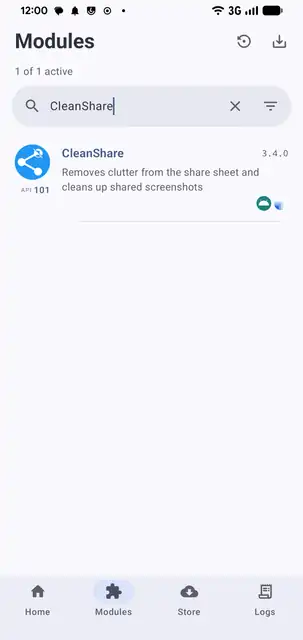 12:00
3G
Modules
1 of 1 active
CleanShare
CleanShare
3.4.0
Removes clutter from the share sheet and
cleans up shared screenshots
API 101
Home
Modules
Store
Logs